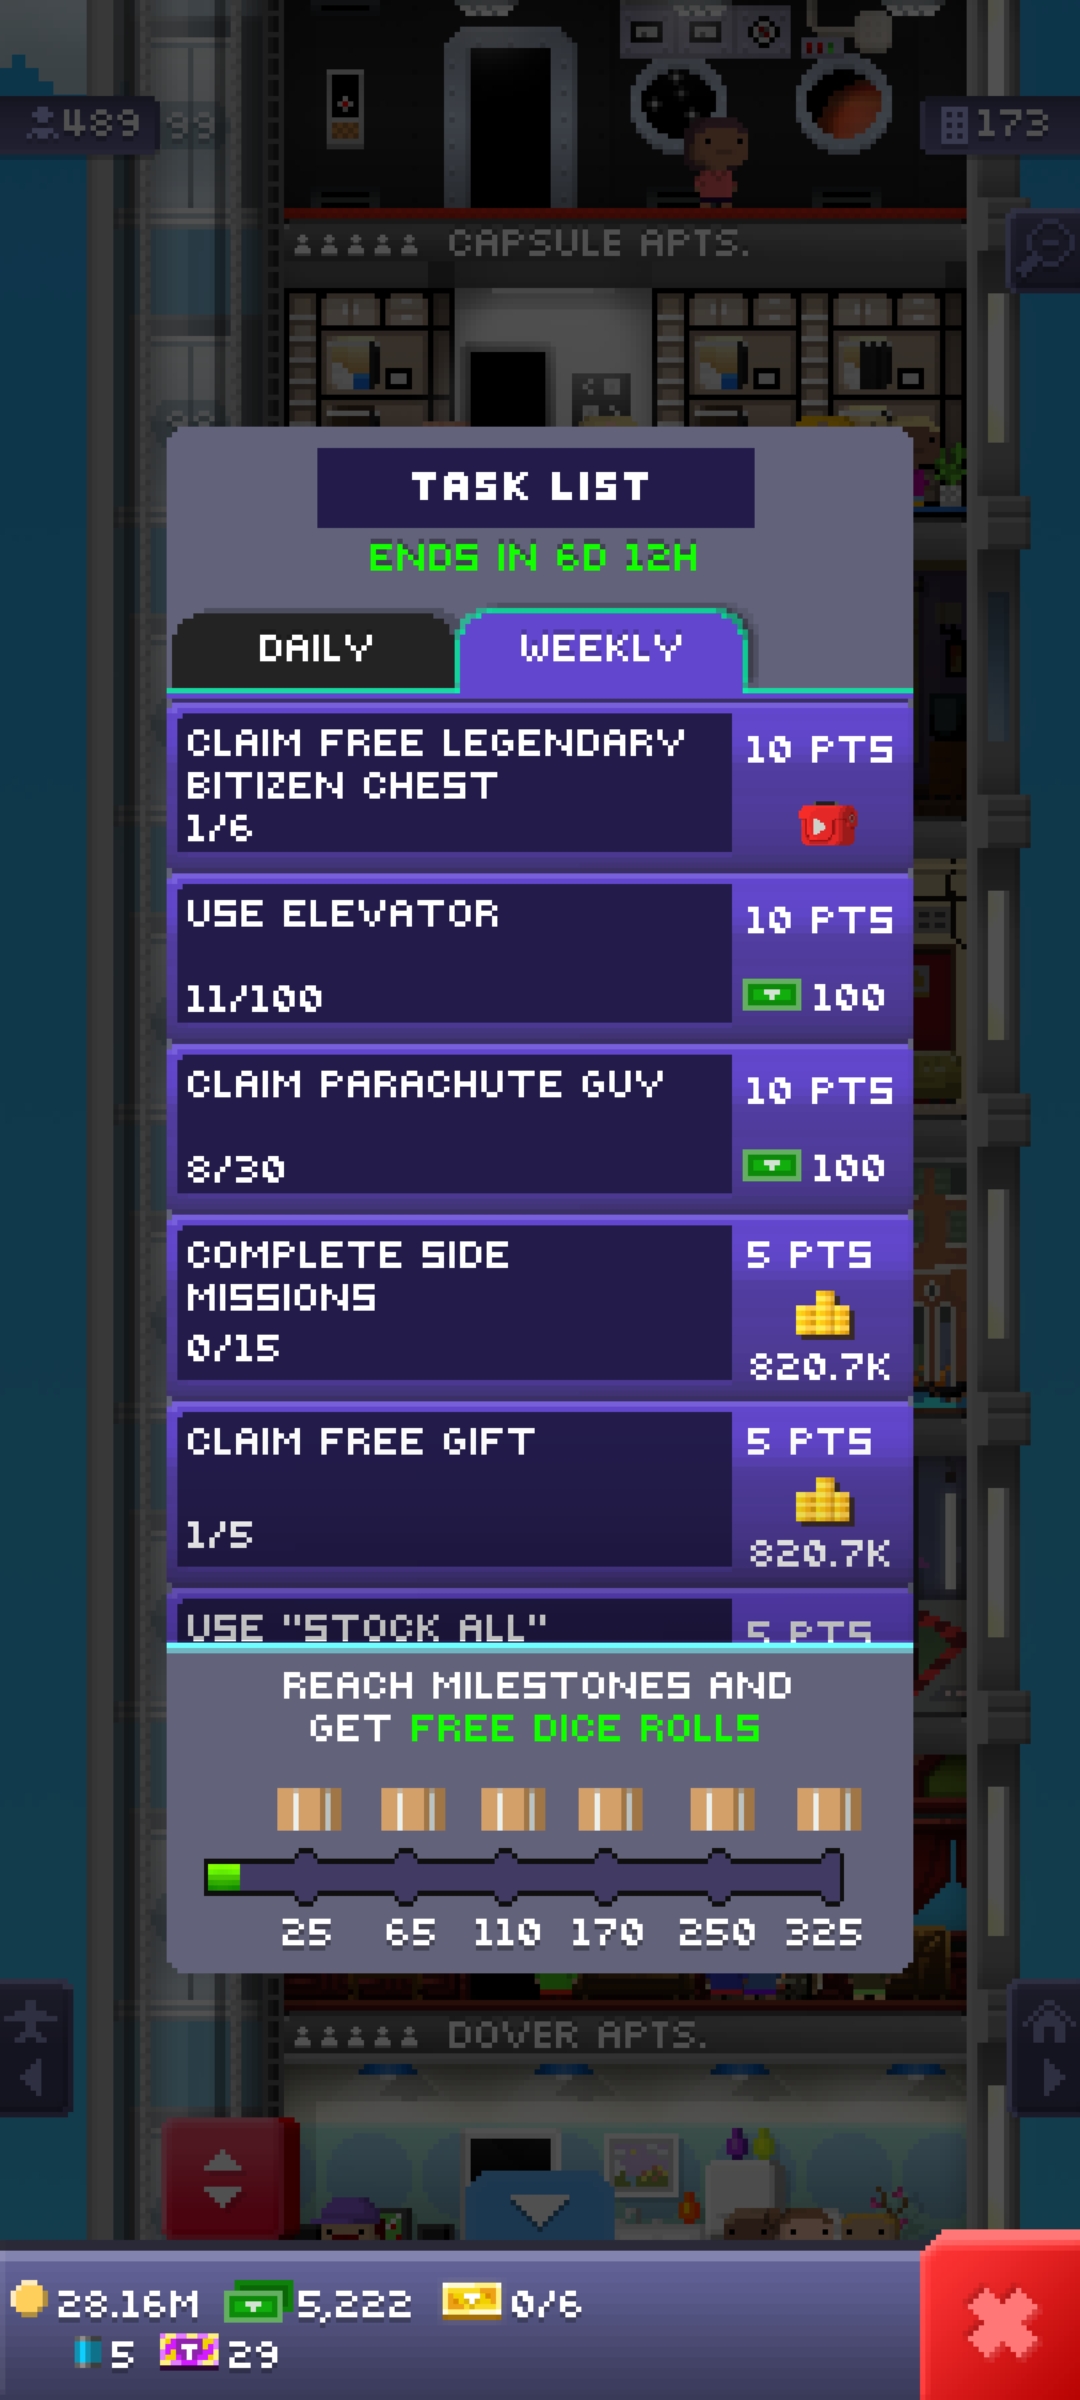 489
99
173
CAPSULE APTS.
TASK LIST
ENDS IN 6D 12H
DAILY
WEEKLY
CLAIM FREE LEGENDARY
BITIZEN CHEST
1/6
10 PTS
USE ELEVATOR
11/100
10 PTS
100
CLAIM PARACHUTE GUY
8/30
10 PTS
100
COMPLETE SIDE
MISSIONS
0/15
5 PTS
820.7K
CLAIM FREE GIFT
1/5
5 PTS
820.7K
USE "STOCK ALL"
5 PTS
REACH MILESTONES AND
GET FREE DICE ROLLS
25 65 110 170 250 325
DOVER APTS.
28.16M 5,222 0/6
5 29